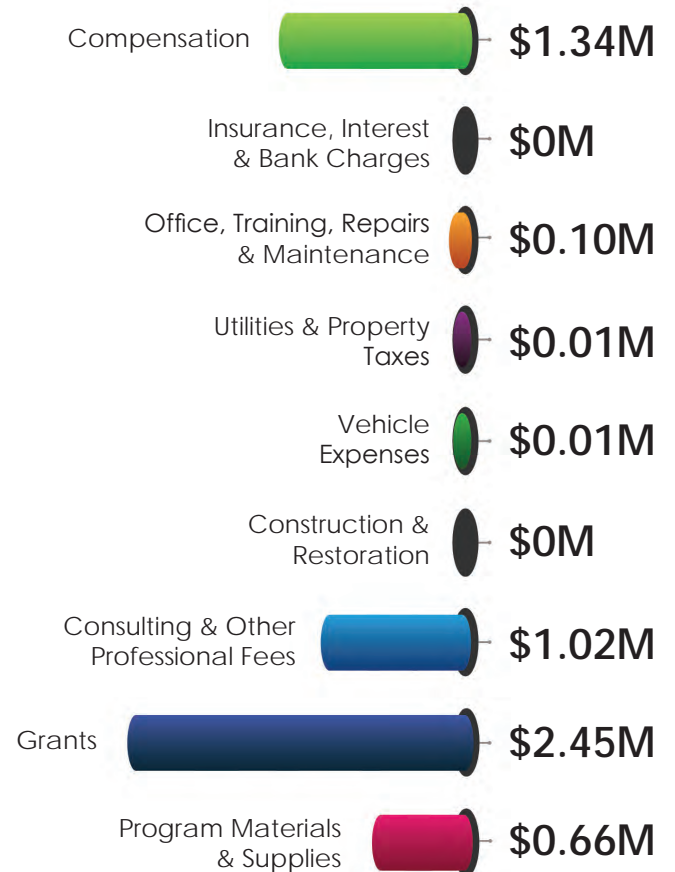 Compensation $1.34M
Insurance, Interest
& Bank Charges $0M
Office, Training, Repairs
& Maintenance $0.10M
Utilities & Property
Taxes $0.01M
Vehicle
Expenses $0.01M
Construction &
Restoration $0M
Consulting & Other
Professional Fees $1.02M
Grants $2.45M
Program Materials
& Supplies $0.66M